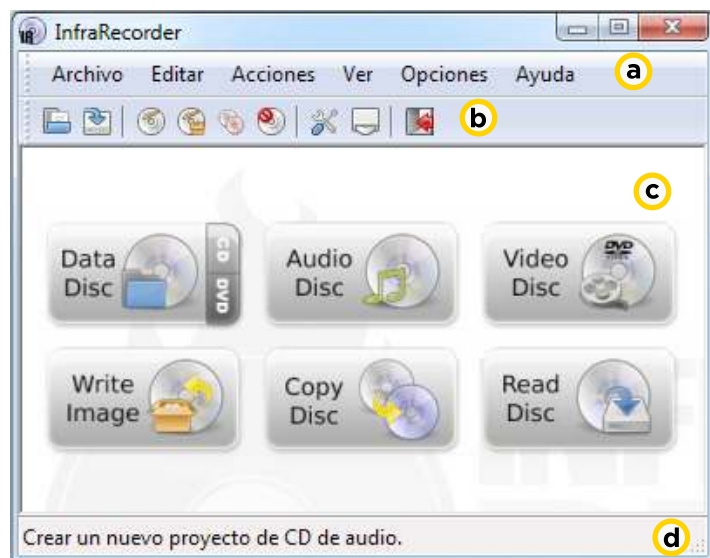 InfraRecorder
Archivo Editar Acciones Ver Opciones Ayuda a
b
c
Data
Disc
CD
DVD
Audio
Disc
Video
Disc
DVD
Write
Image
Copy
Disc
Read
Disc
Crear un nuevo proyecto de CD de audio. d